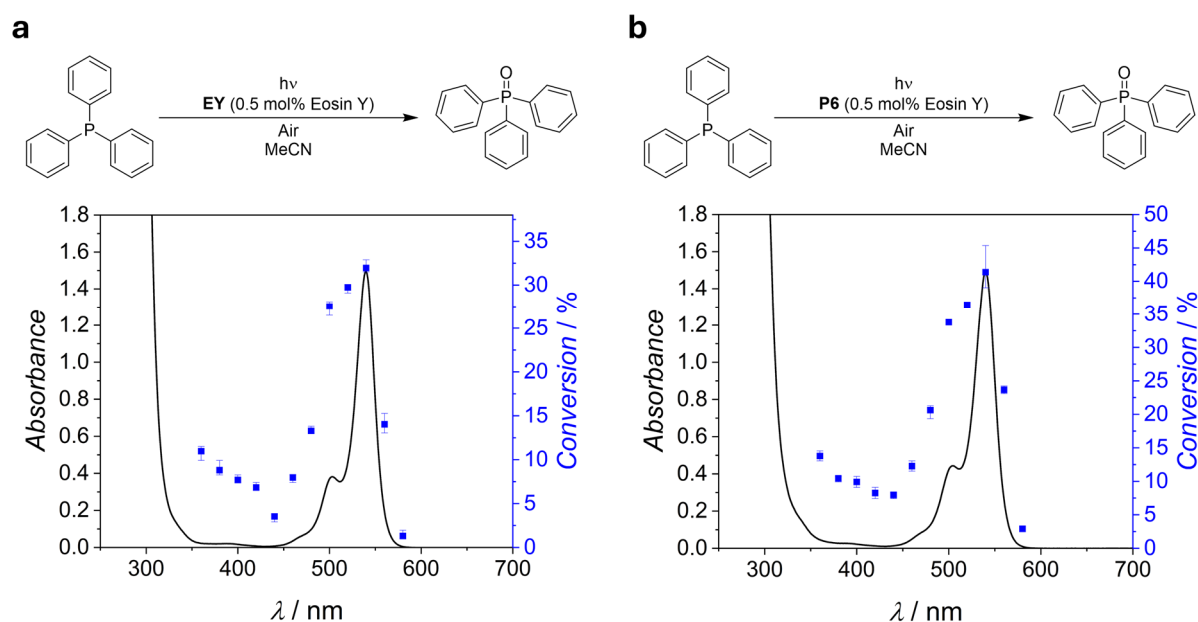 a
P
hν
EY (0.5 mol% Eosin Y)
Air
MeCN
O
P
Absorbance
1.8
1.6
1.4
1.2
1.0
0.8
0.6
0.4
0.2
0.0
300
400
500
600
700
λ / nm
35
30
25
20
15
10
5
0
Conversion / %
b
P
hν
P6 (0.5 mol% Eosin Y)
Air
MeCN
O
P
Absorbance
1.8
1.6
1.4
1.2
1.0
0.8
0.6
0.4
0.2
0.0
300
400
500
600
700
λ / nm
50
45
40
35
30
25
20
15
10
5
0
Conversion / %